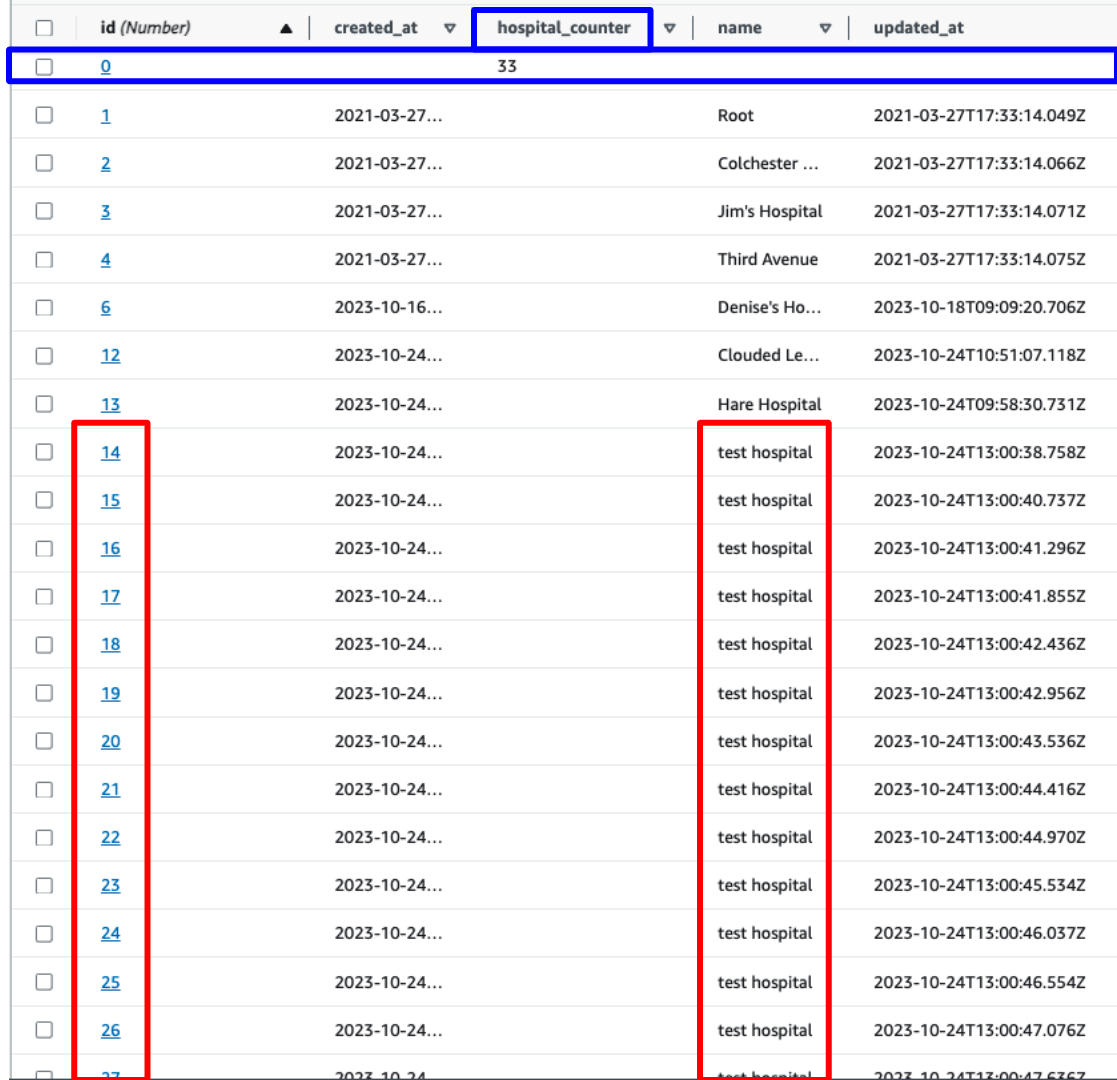 id (Number) created_at hospital_counter name updated_at
0 33
1 2021-03-27... Root 2021-03-27T17:33:14.049Z
2 2021-03-27... Colchester ... 2021-03-27T17:33:14.066Z
3 2021-03-27... Jim's Hospital 2021-03-27T17:33:14.071Z
4 2021-03-27... Third Avenue 2021-03-27T17:33:14.075Z
6 2023-10-16... Denise's Ho... 2023-10-18T09:09:20.706Z
12 2023-10-24... Clouded Le... 2023-10-24T10:51:07.118Z
13 2023-10-24... Hare Hospital 2023-10-24T09:58:30.731Z
14 2023-10-24... test hospital 2023-10-24T13:00:38.758Z
15 2023-10-24... test hospital 2023-10-24T13:00:40.737Z
16 2023-10-24... test hospital 2023-10-24T13:00:41.296Z
17 2023-10-24... test hospital 2023-10-24T13:00:41.855Z
18 2023-10-24... test hospital 2023-10-24T13:00:42.436Z
19 2023-10-24... test hospital 2023-10-24T13:00:42.956Z
20 2023-10-24... test hospital 2023-10-24T13:00:43.536Z
21 2023-10-24... test hospital 2023-10-24T13:00:44.416Z
22 2023-10-24... test hospital 2023-10-24T13:00:44.970Z
23 2023-10-24... test hospital 2023-10-24T13:00:45.534Z
24 2023-10-24... test hospital 2023-10-24T13:00:46.037Z
25 2023-10-24... test hospital 2023-10-24T13:00:46.554Z
26 2023-10-24... test hospital 2023-10-24T13:00:47.076Z
27 2023-10-24 test hospital 2023-10-24T13:00:47.636Z